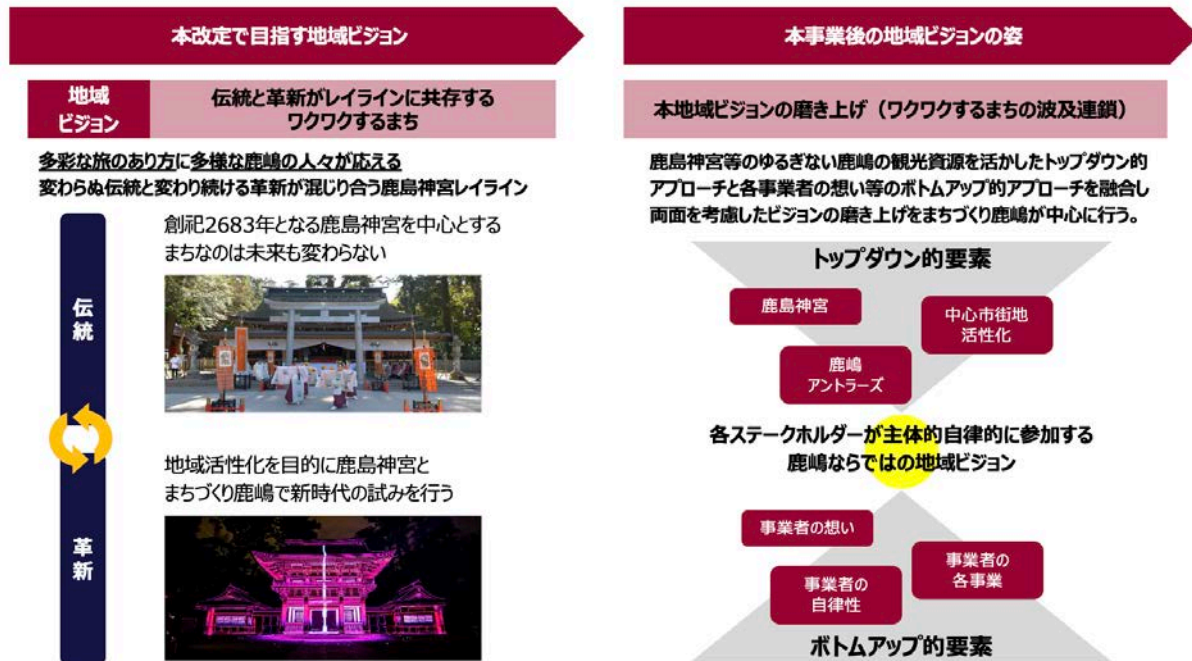 本改定で目指す地域ビジョン
地域
ビジョン
伝統と革新がレイラインに共存する
ワクワクするまち
多彩な旅のあり方に多様な鹿嶋の人々が応える
変わらぬ伝統と変わり続ける革新が混じり合う鹿島神宮レイライン
伝統
創祀2683年となる鹿島神宮を中心とする
まちなのは未来も変わらない
革新
地域活性化を目的に鹿島神宮と
まちづくり鹿嶋で新時代の試みを行う
本事業後の地域ビジョンの姿
本地域ビジョンの磨き上げ（ワクワクするまちの波及連鎖）
鹿島神宮等のゆるぎない鹿嶋の観光資源を活かしたトップダウン的
アプローチと各事業者の想い等のボトムアップ的アプローチを融合し
両面を考慮したビジョンの磨き上げをまちづくり鹿嶋が中心に行う。
トップダウン的要素
鹿島神宮
中心市街地
活性化
鹿嶋
アントラーズ
各ステークホルダーが主体的自律的に参加する
鹿嶋ならではの地域ビジョン
事業者の想い
事業者の
各事業
事業者の
自律性
ボトムアップ的要素